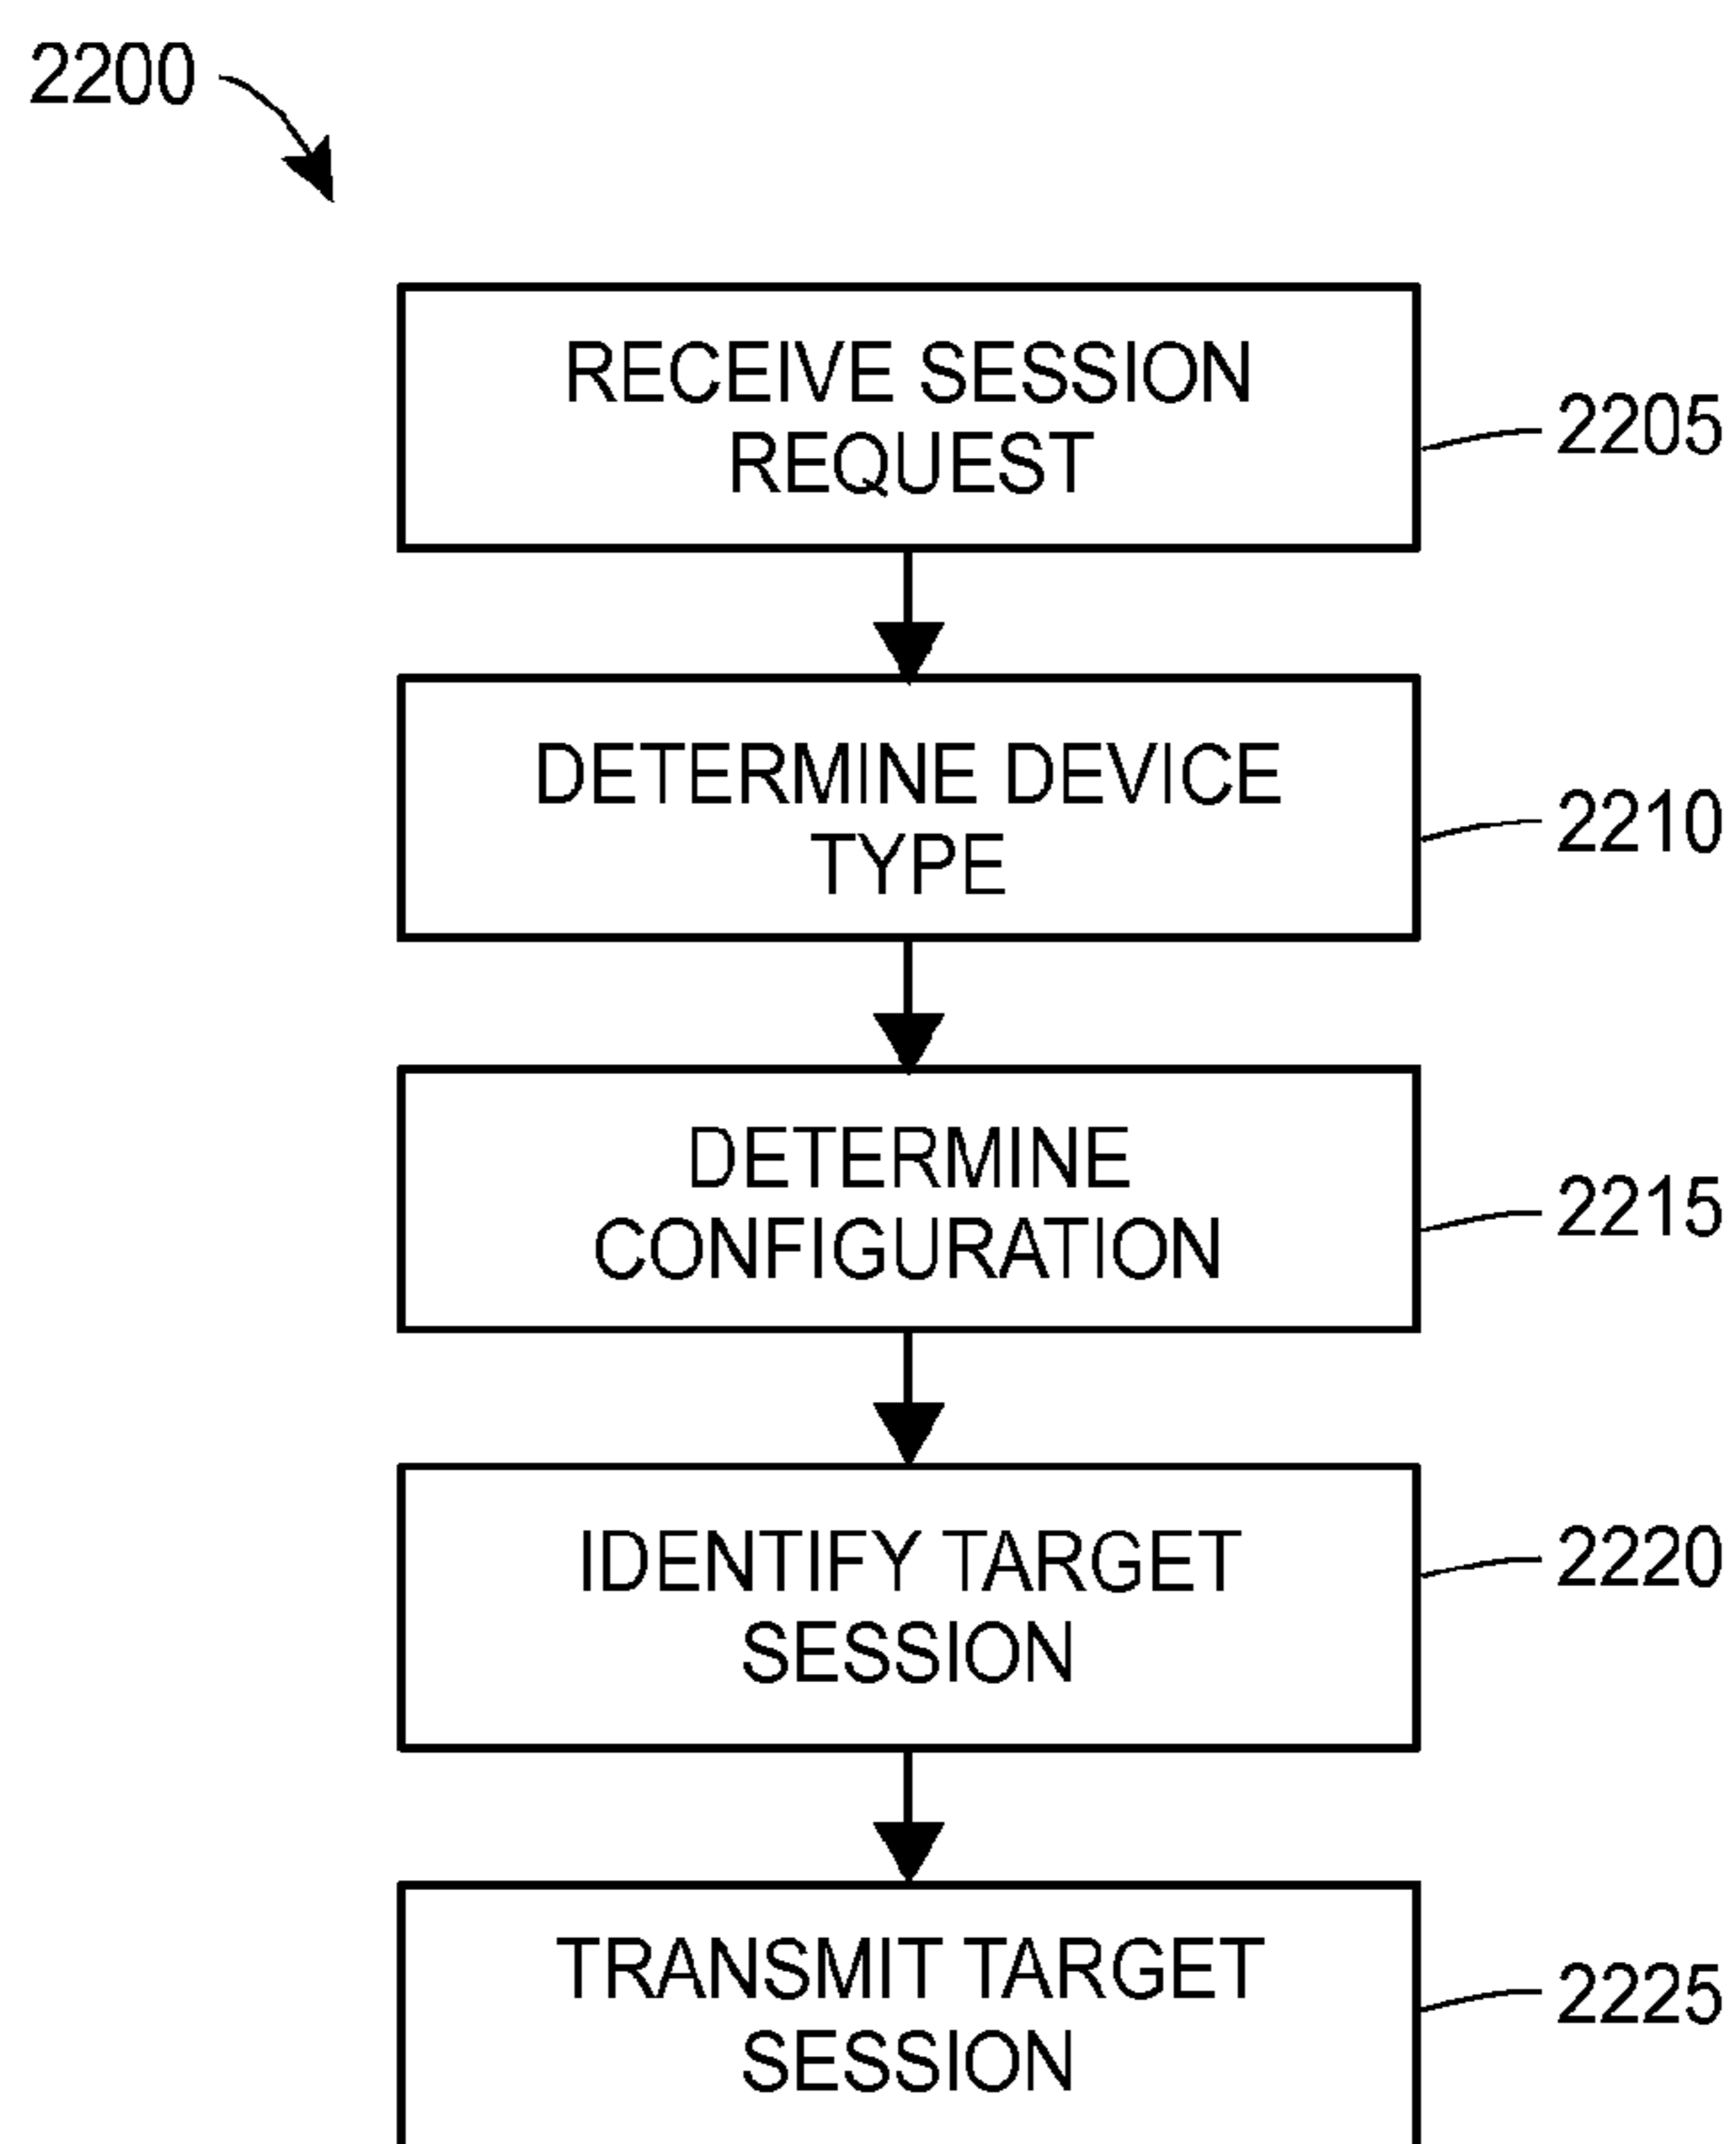 2200
RECEIVE SESSION
REQUEST
2205
DETERMINE DEVICE
TYPE
2210
DETERMINE
CONFIGURATION
2215
IDENTIFY TARGET
SESSION
2220
TRANSMIT TARGET
SESSION
2225